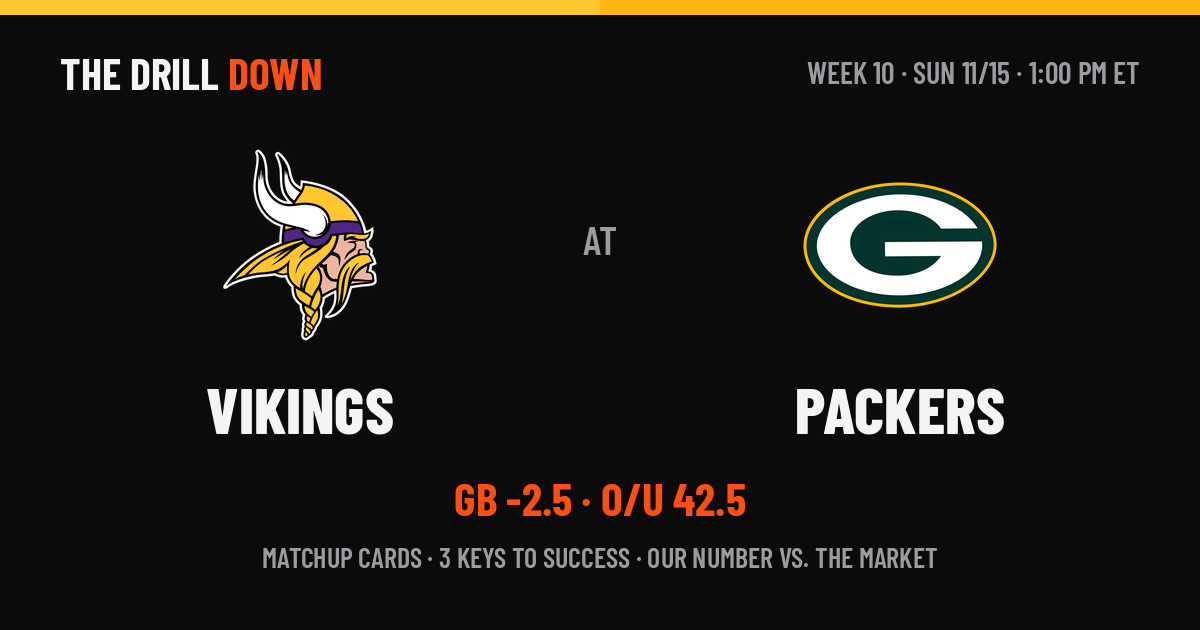 THE DRILL DOWN
WEEK 10 · SUN 11/15 · 1:00 PM ET
AT
G
VIKINGS
PACKERS
GB -2.5 · O/U 42.5
MATCHUP CARDS · 3 KEYS TO SUCCESS · OUR NUMBER VS. THE MARKET